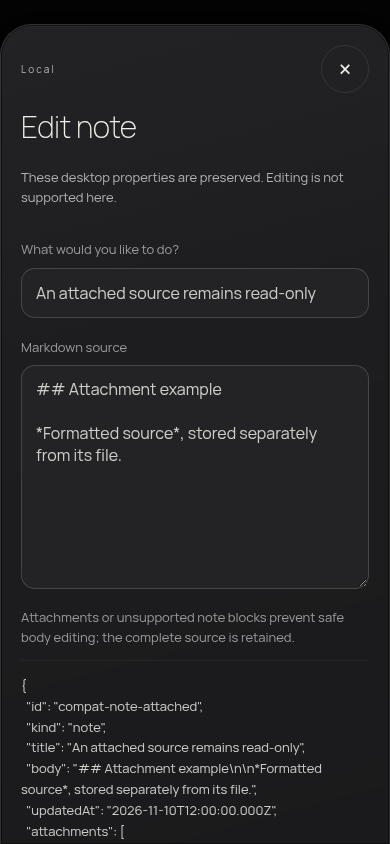 Local
×
Edit note
These desktop properties are preserved. Editing is not
supported here.
What would you like to do?
An attached source remains read-only
Markdown source
## Attachment example

*Formatted source*, stored separately
from its file.
Attachments or unsupported note blocks prevent safe
body editing; the complete source is retained.
{
"id": "compat-note-attached",
"kind": "note",
"title": "An attached source remains read-only",
"body": "## Attachment example\n\n*Formatted
source*, stored separately from its file.",
"updatedAt": "2026-11-10T12:00:00.000Z",
"attachments": [